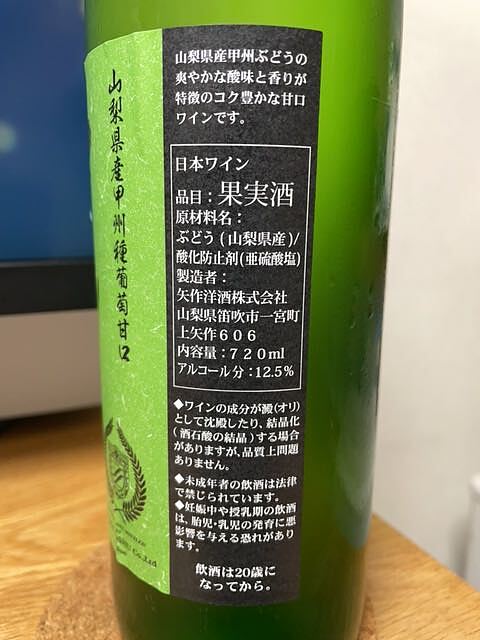 山梨県産甲州種葡萄甘口
山梨県産甲州ぶどうの
爽やかな酸味と香りが
特徴のコク豊かな甘口
ワインです。
日本ワイン
品目：果実酒
原材料名：
ぶどう(山梨県産)/
酸化防止剤(亜硫酸塩)
製造者：
矢作洋酒株式会社
山梨県笛吹市一宮町
上矢作６０６
内容量：７２０ml
アルコール分：12.5%
◆ワインの成分が澱(オリ)
として沈殿したり、結晶化
(酒石酸の結晶)する場合
がありますが、品質上問題
ありません。
◆未成年者の飲酒は法律
で禁じられています。
◆妊娠中や授乳期の飲酒
は、胎児・乳児の発育に悪
影響を与える恐れがあり
ます。
飲酒は20歳に
なってから。
Co.,Ltd